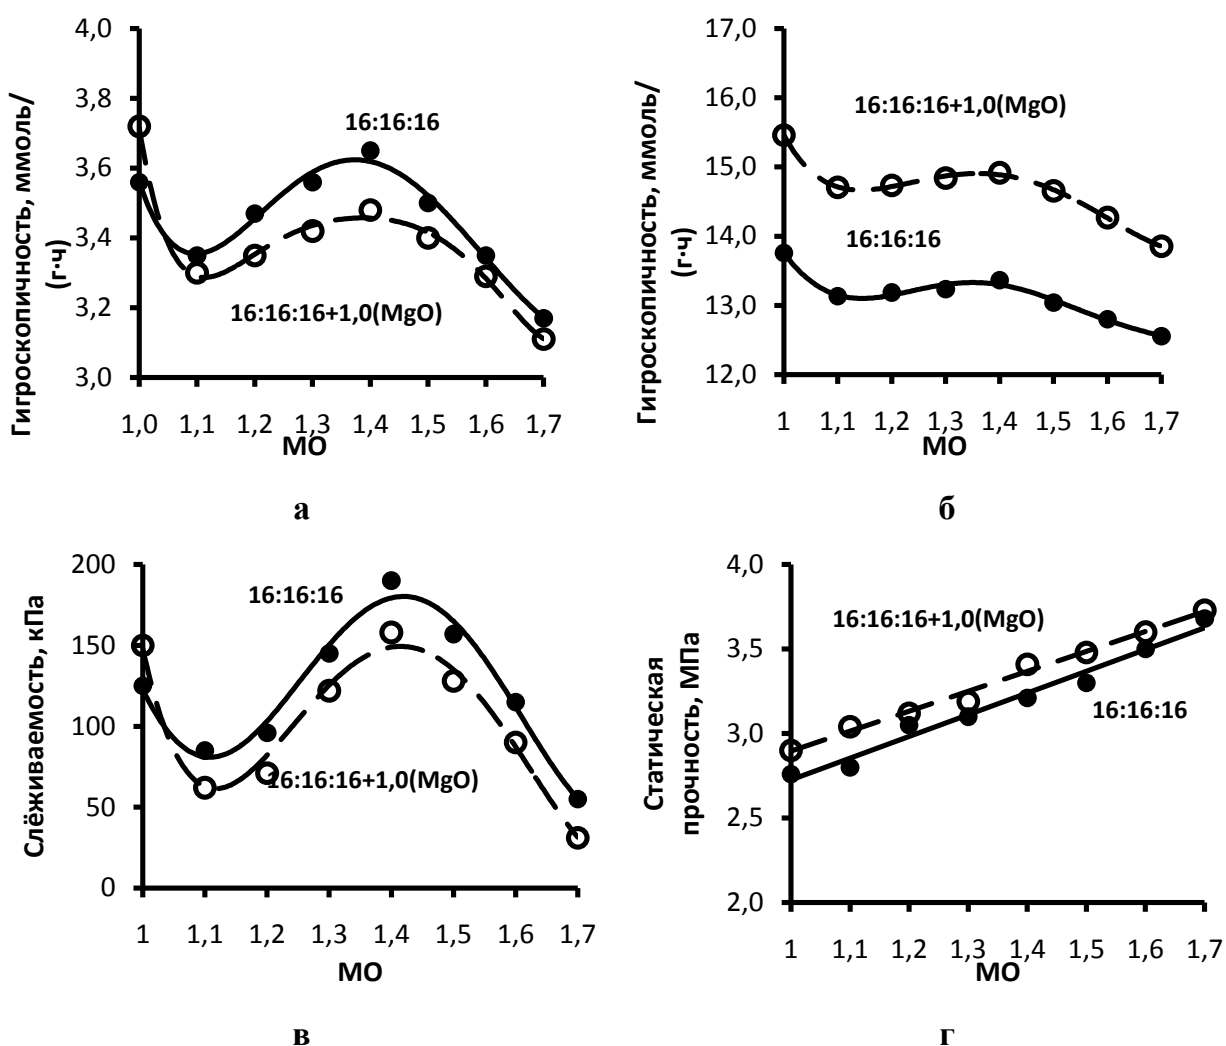 4,0
3,8
3,6
3,4
3,2
3,0
1,0 1,1 1,2 1,3 1,4 1,5 1,6 1,7
Гигроскопичность, ммоль/
(г·ч)
МО
16:16:16
16:16:16+1,0(MgO)
а
17,0
16,0
15,0
14,0
13,0
12,0
1 1,1 1,2 1,3 1,4 1,5 1,6 1,7
Гигроскопичность, ммоль/
(г·ч)
МО
16:16:16+1,0(MgO)
16:16:16
б
200
150
100
50
0
1 1,1 1,2 1,3 1,4 1,5 1,6 1,7
Слёживаемость, кПа
МО
16:16:16
16:16:16+1,0(MgO)
в
4,0
3,5
3,0
2,5
2,0
1 1,1 1,2 1,3 1,4 1,5 1,6 1,7
Статическая
прочность, МПа
МО
16:16:16+1,0(MgO)
16:16:16
г